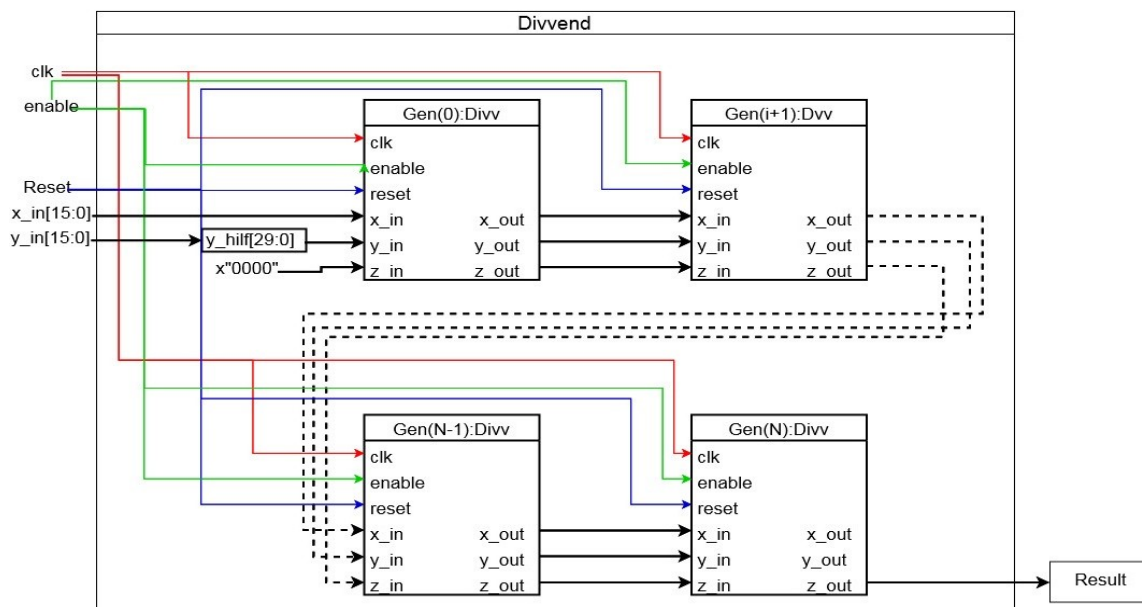 Divvend
clk
enable
Reset
x_in[15:0]
y_in[15:0]
y_hilf[29:0]
x"0000"
Gen(0):Divv
clk
enable
reset
x_in x_out
y_in y_out
z_in z_out
Gen(i+1):Dvv
clk
enable
reset
x_in x_out
y_in y_out
z_in z_out
Gen(N-1):Divv
clk
enable
reset
x_in x_out
y_in y_out
z_in z_out
Gen(N):Divv
clk
enable
reset
x_in x_out
y_in y_out
z_in z_out
Result